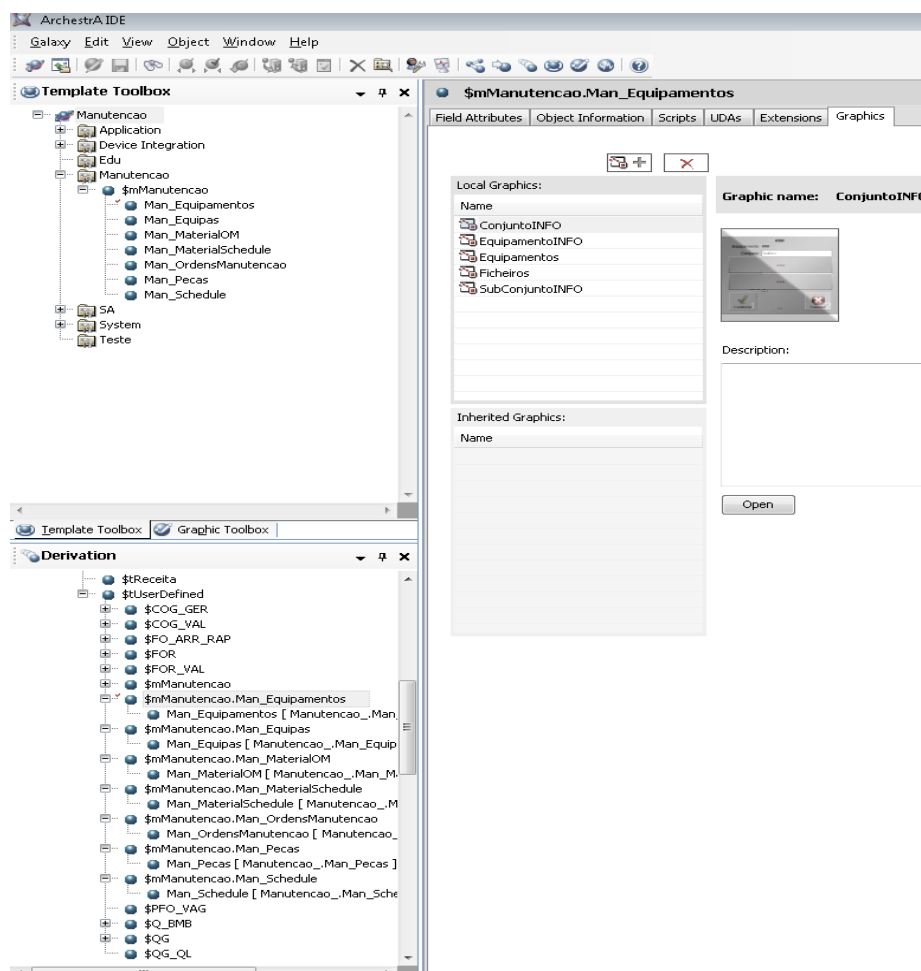 ArchestrA IDE
Galaxy Edit View Object Window Help
Template Toolbox
Manutencao
Application
Device Integration
Edu
Manutencao
$mManutencao
Man_Equipamentos
Man_Equipas
Man_MaterialOM
Man_MaterialSchedule
Man_OrdensManutencao
Man_Pecas
Man_Schedule
SA
System
Teste
Template Toolbox Graphic Toolbox
Derivation
$tReceita
$tUserDefined
$COG_GER
$COG_VAL
$FO_ARR_RAP
$FOR
$FOR_VAL
$mManutencao
$mManutencao.Man_Equipamentos
Man_Equipamentos [ Manutencao_.Man_
$mManutencao.Man_Equipas
Man_Equipas [ Manutencao_.Man_Equip
$mManutencao.Man_MaterialOM
Man_MaterialOM [ Manutencao_.Man_M
$mManutencao.Man_MaterialSchedule
Man_MaterialSchedule [ Manutencao_.M
$mManutencao.Man_OrdensManutencao
Man_OrdensManutencao [ Manutencao_
$mManutencao.Man_Pecas
Man_Pecas [ Manutencao_.Man_Pecas ]
$mManutencao.Man_Schedule
Man_Schedule [ Manutencao_.Man_Sche
$PFO_VAG
$Q_BMB
$QG
$QG_QL
$mManutencao.Man_Equipamentos
Field Attributes Object Information Scripts UDAs Extensions Graphics
Local Graphics:
Name
ConjuntoINFO
EquipamentoINFO
Equipamentos
Ficheiros
SubConjuntoINFO
Inherited Graphics:
Name
Graphic name: ConjuntoINF
Description:
Open